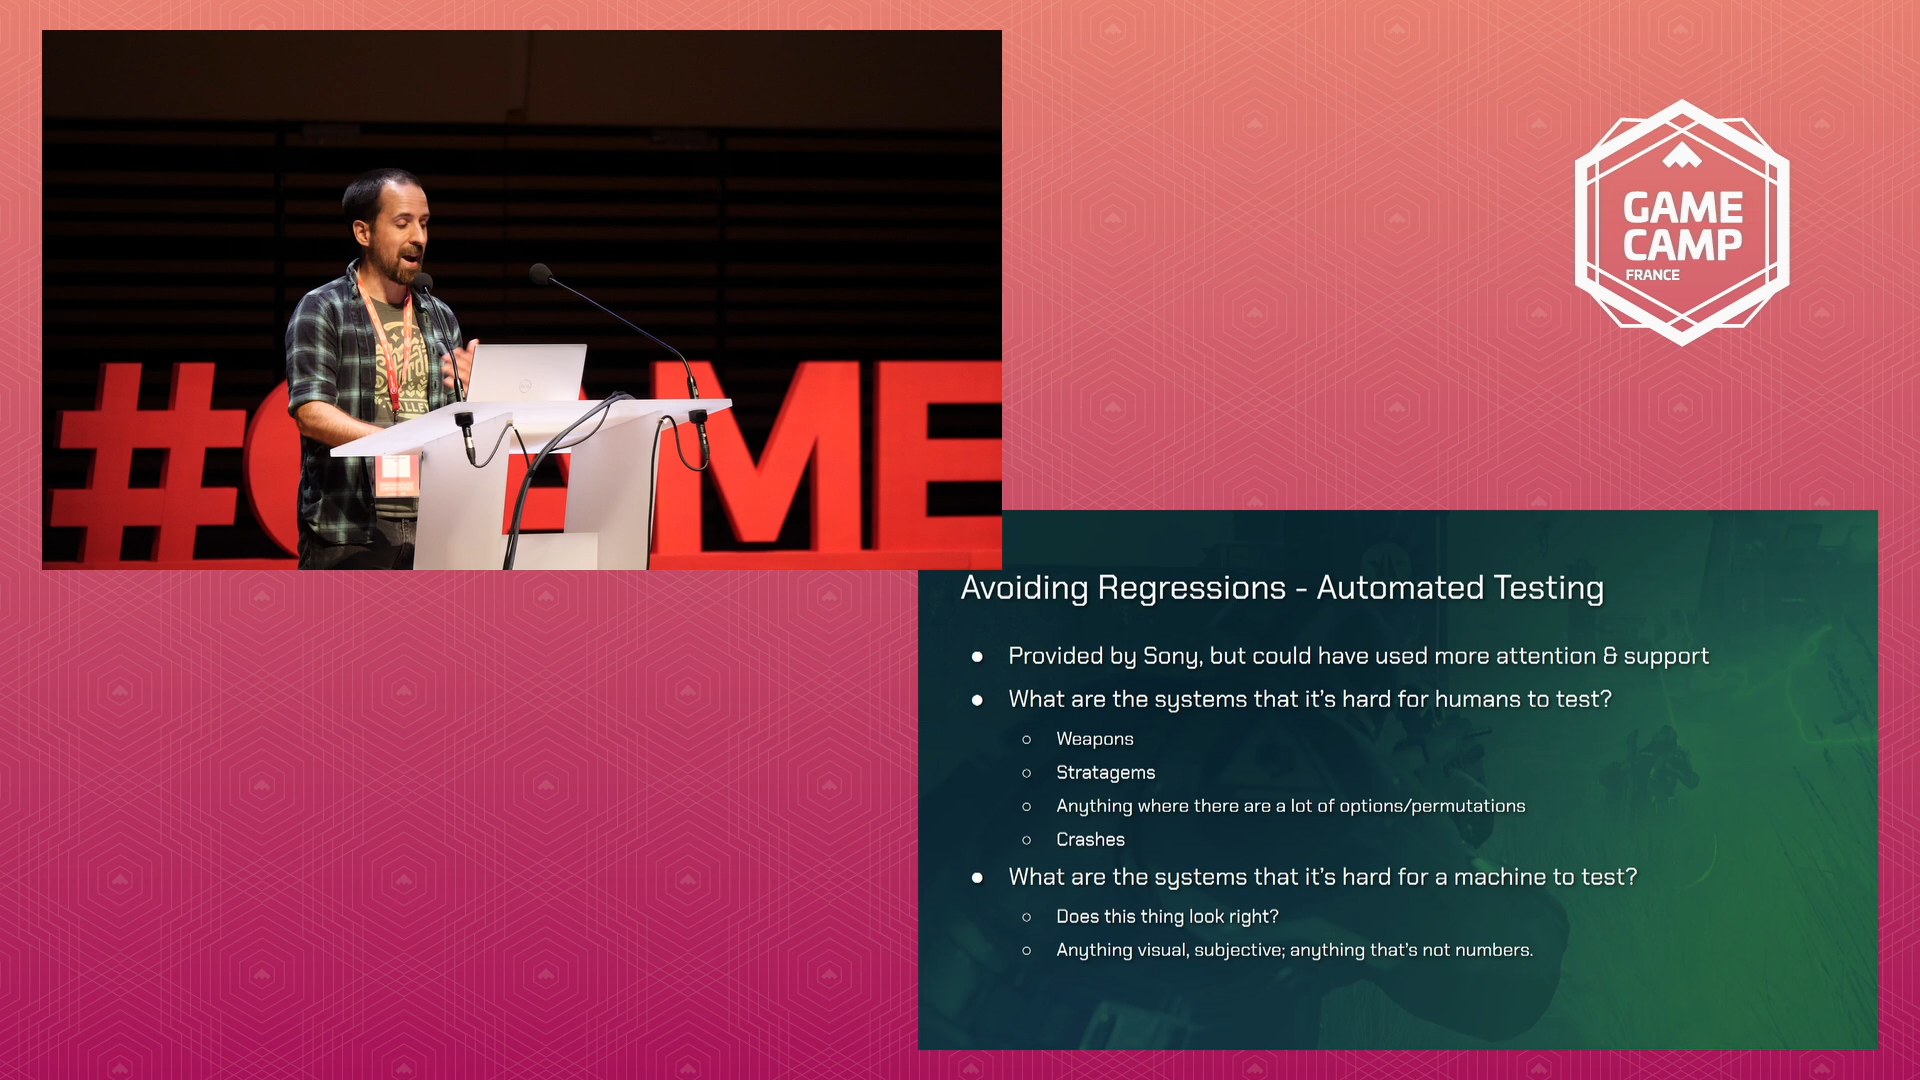 #GAME
GAME
CAMP
FRANCE
Avoiding Regressions - Automated Testing
● Provided by Sony, but could have used more attention & support
● What are the systems that it's hard for humans to test?
○ Weapons
○ Stratagems
○ Anything where there are a lot of options/permutations
○ Crashes
● What are the systems that it's hard for a machine to test?
○ Does this thing look right?
○ Anything visual, subjective; anything that's not numbers.